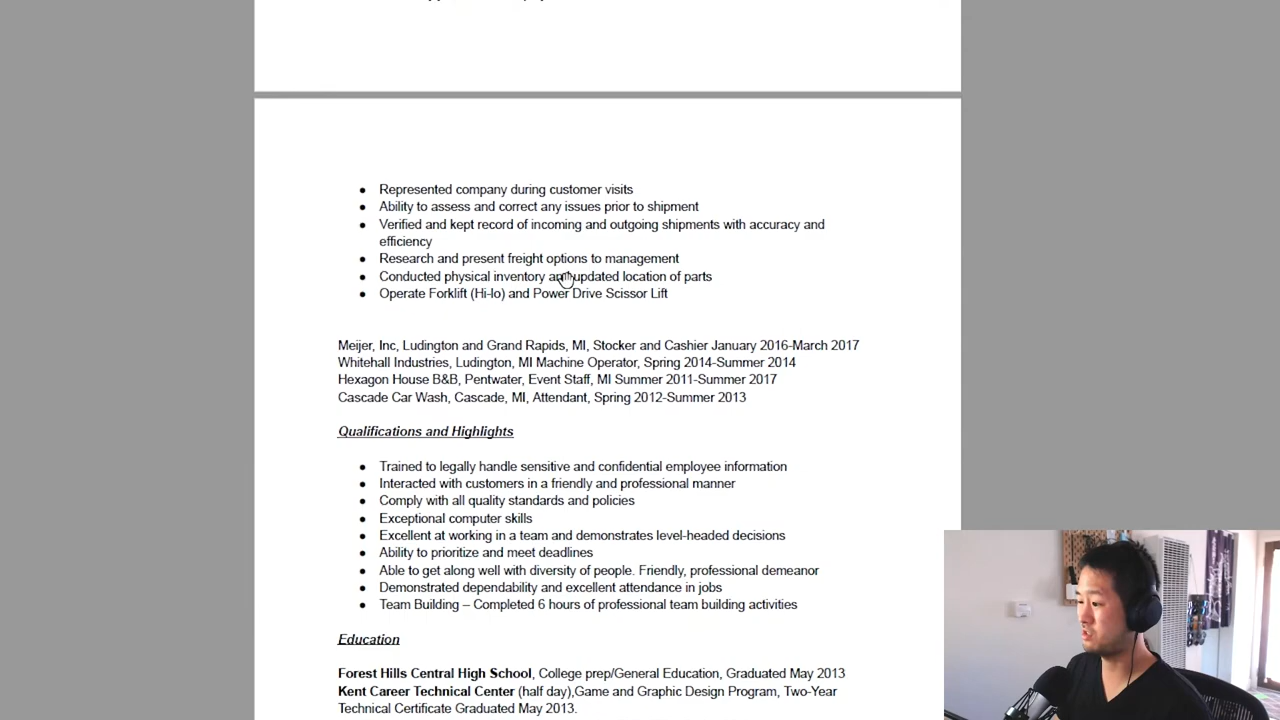 ● Represented company during customer visits
● Ability to assess and correct any issues prior to shipment
● Verified and kept record of incoming and outgoing shipments with accuracy and
efficiency
● Research and present freight options to management
● Conducted physical inventory and updated location of parts
● Operate Forklift (Hi-lo) and Power Drive Scissor Lift
Meijer, Inc, Ludington and Grand Rapids, MI, Stocker and Cashier January 2016-March 2017
Whitehall Industries, Ludington, MI Machine Operator, Spring 2014-Summer 2014
Hexagon House B&B, Pentwater, Event Staff, MI Summer 2011-Summer 2017
Cascade Car Wash, Cascade, MI, Attendant, Spring 2012-Summer 2013
Qualifications and Highlights
● Trained to legally handle sensitive and confidential employee information
● Interacted with customers in a friendly and professional manner
● Comply with all quality standards and policies
● Exceptional computer skills
● Excellent at working in a team and demonstrates level-headed decisions
● Ability to prioritize and meet deadlines
● Able to get along well with diversity of people. Friendly, professional demeanor
● Demonstrated dependability and excellent attendance in jobs
● Team Building – Completed 6 hours of professional team building activities
Education
Forest Hills Central High School, College prep/General Education, Graduated May 2013
Kent Career Technical Center (half day),Game and Graphic Design Program, Two-Year
Technical Certificate Graduated May 2013.